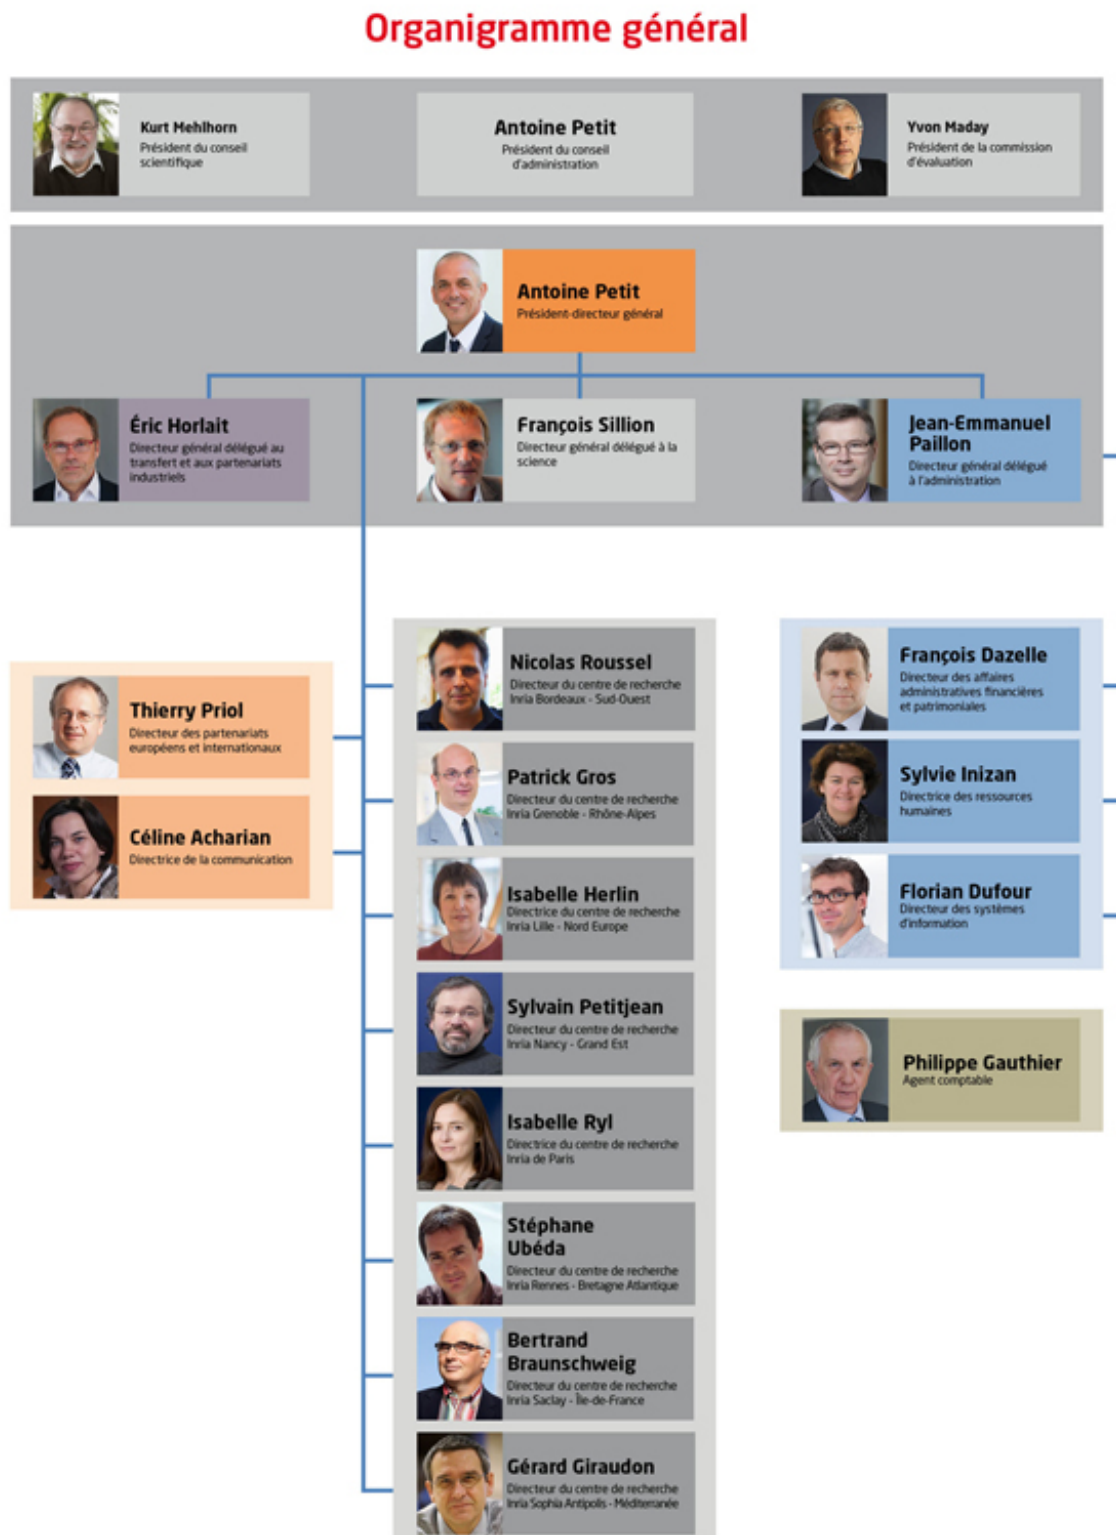 Organigramme général
Kurt Mehlhorn
Président du conseil
scientifique
Antoine Petit
Président du conseil
d'administration
Yvon Maday
Président de la commission
d'évaluation
Antoine Petit
Président-directeur général
Éric Horlait
Directeur général délégué au
transfert et aux partenariats
industriels
François Sillion
Directeur général délégué à la
science
Jean-Emmanuel
Paillon
Directeur général délégué
à l'administration
Thierry Priol
Directeur des partenariats
européens et internationaux
Céline Acharian
Directrice de la communication
Nicolas Roussel
Directeur du centre de recherche
Inria Bordeaux - Sud-Ouest
Patrick Gros
Directeur du centre de recherche
Inria Grenoble - Rhône-Alpes
Isabelle Herlin
Directrice du centre de recherche
Inria Lille - Nord Europe
Sylvain Petitjean
Directeur du centre de recherche
Inria Nancy - Grand Est
Isabelle Ryl
Directrice du centre de recherche
Inria de Paris
Stéphane
Ubéda
Directeur du centre de recherche
Inria Rennes - Bretagne Atlantique
Bertrand
Braunschweig
Directeur du centre de recherche
Inria Saclay - Île-de-France
Gérard Giraudon
Directeur du centre de recherche
Inria Sophia Antipolis - Méditerranée
François Dazelle
Directeur des affaires
administratives financières
et patrimoniales
Sylvie Inizan
Directrice des ressources
humaines
Florian Dufour
Directeur des systèmes
d'information
Philippe Gauthier
Agent comptable